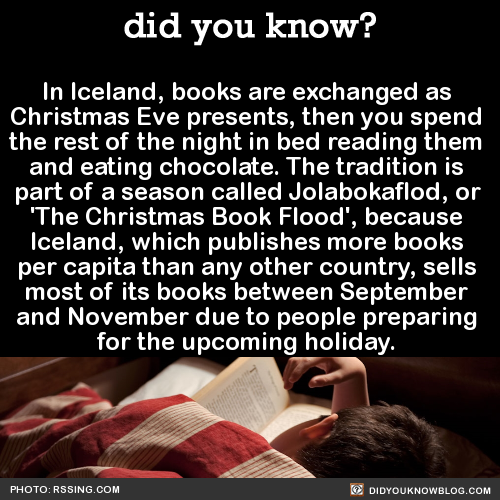 did you know?
In Iceland, books are exchanged as
Christmas Eve presents, then you spend
the rest of the night in bed reading them
and eating chocolate. The tradition is
part of a season called Jolabokaflod, or
'The Christmas Book Flood', because
Iceland, which publishes more books
per capita than any other country, sells
most of its books between September
and November due to people preparing
for the upcoming holiday.
PHOTO: RSSING.COM
DIDYOUKNOWBLOG.COM